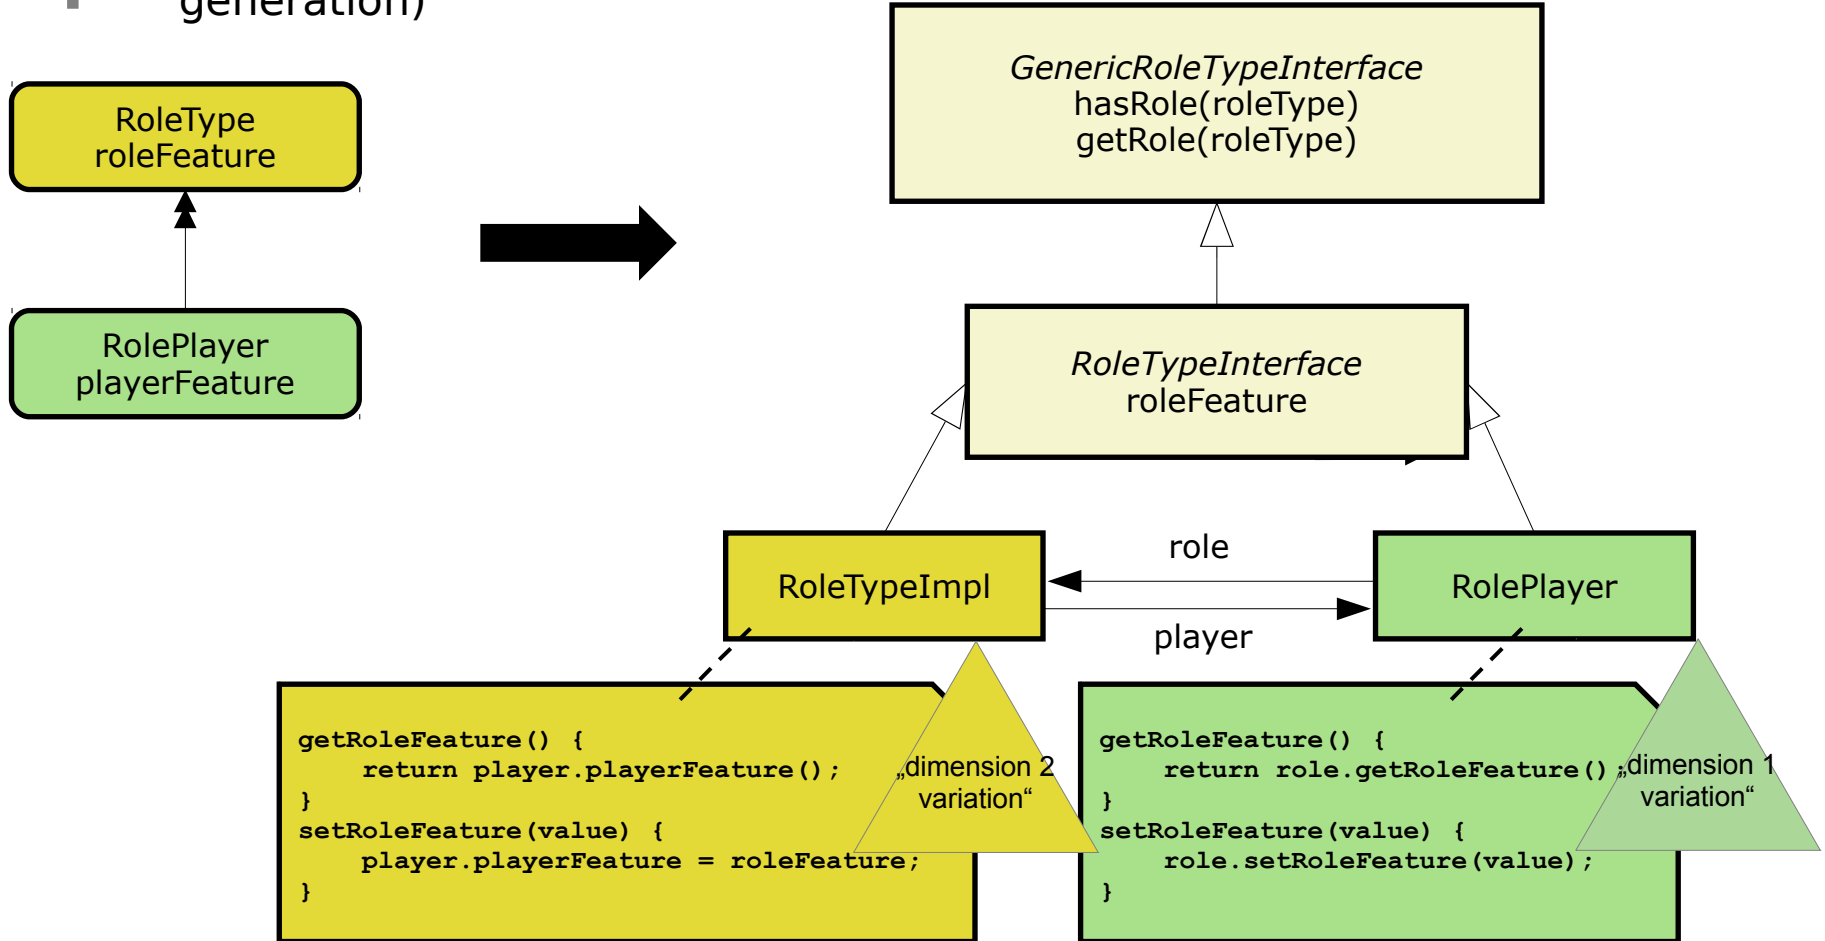 ▪ generation)
RoleType
roleFeature
RolePlayer
playerFeature
GenericRoleTypeInterface
hasRole(roleType)
getRole(roleType)
RoleTypeInterface
roleFeature
RoleTypeImpl
role
player
RolePlayer
getRoleFeature() {
    return player.playerFeature();
}
setRoleFeature(value) {
    player.playerFeature = roleFeature;
}
„dimension 2
variation“
getRoleFeature() {
    return role.getRoleFeature();
}
setRoleFeature(value) {
    role.setRoleFeature(value);
}
„dimension 1
variation“